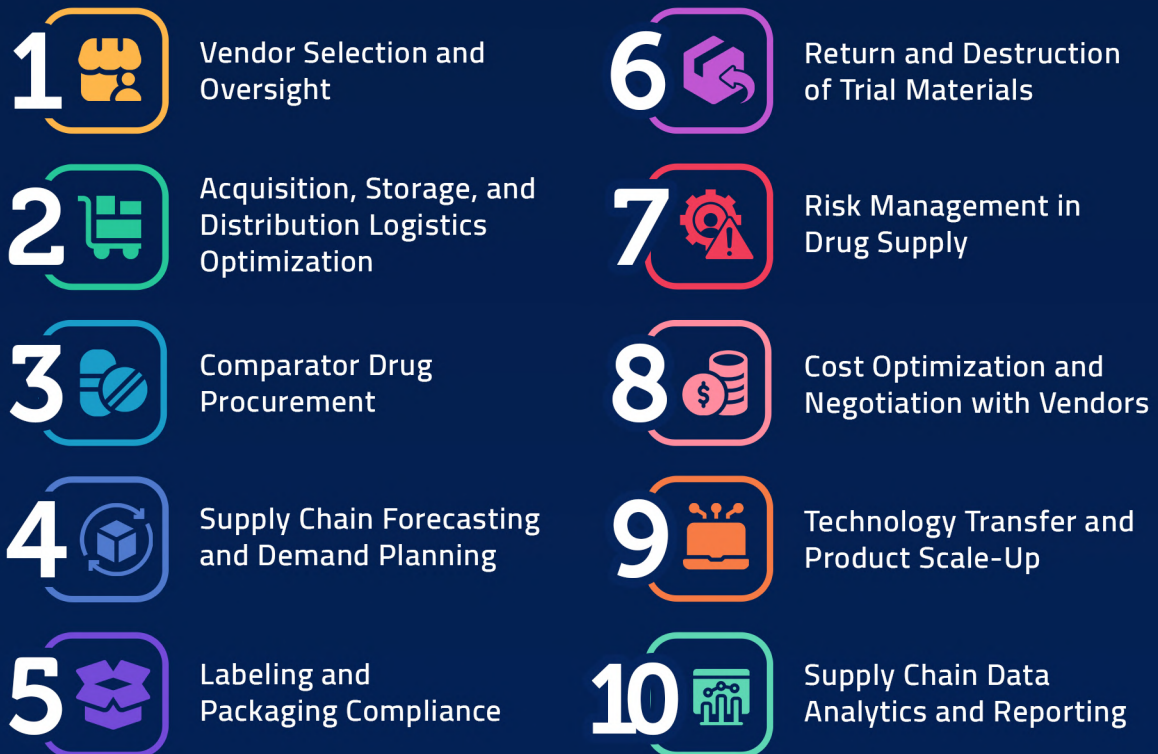 1
Vendor Selection and
Oversight
2
Acquisition, Storage, and
Distribution Logistics
Optimization
3
Comparator Drug
Procurement
4
Supply Chain Forecasting
and Demand Planning
5
Labeling and
Packaging Compliance
6
Return and Destruction
of Trial Materials
7
Risk Management in
Drug Supply
8
$
Cost Optimization and
Negotiation with Vendors
9
Technology Transfer and
Product Scale-Up
10
Supply Chain Data
Analytics and Reporting